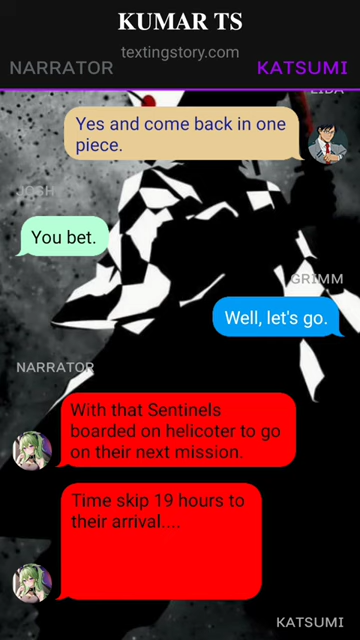 KUMAR TS
textingstory.com
NARRATOR
KATSUMI
IIDA
Yes and come back in one
piece.
JOSH
You bet.
GRIMM
Well, let's go.
NARRATOR
With that Sentinels
boarded on helicoter to go
on their next mission.
Time skip 19 hours to
their arrival....
KATSUMI